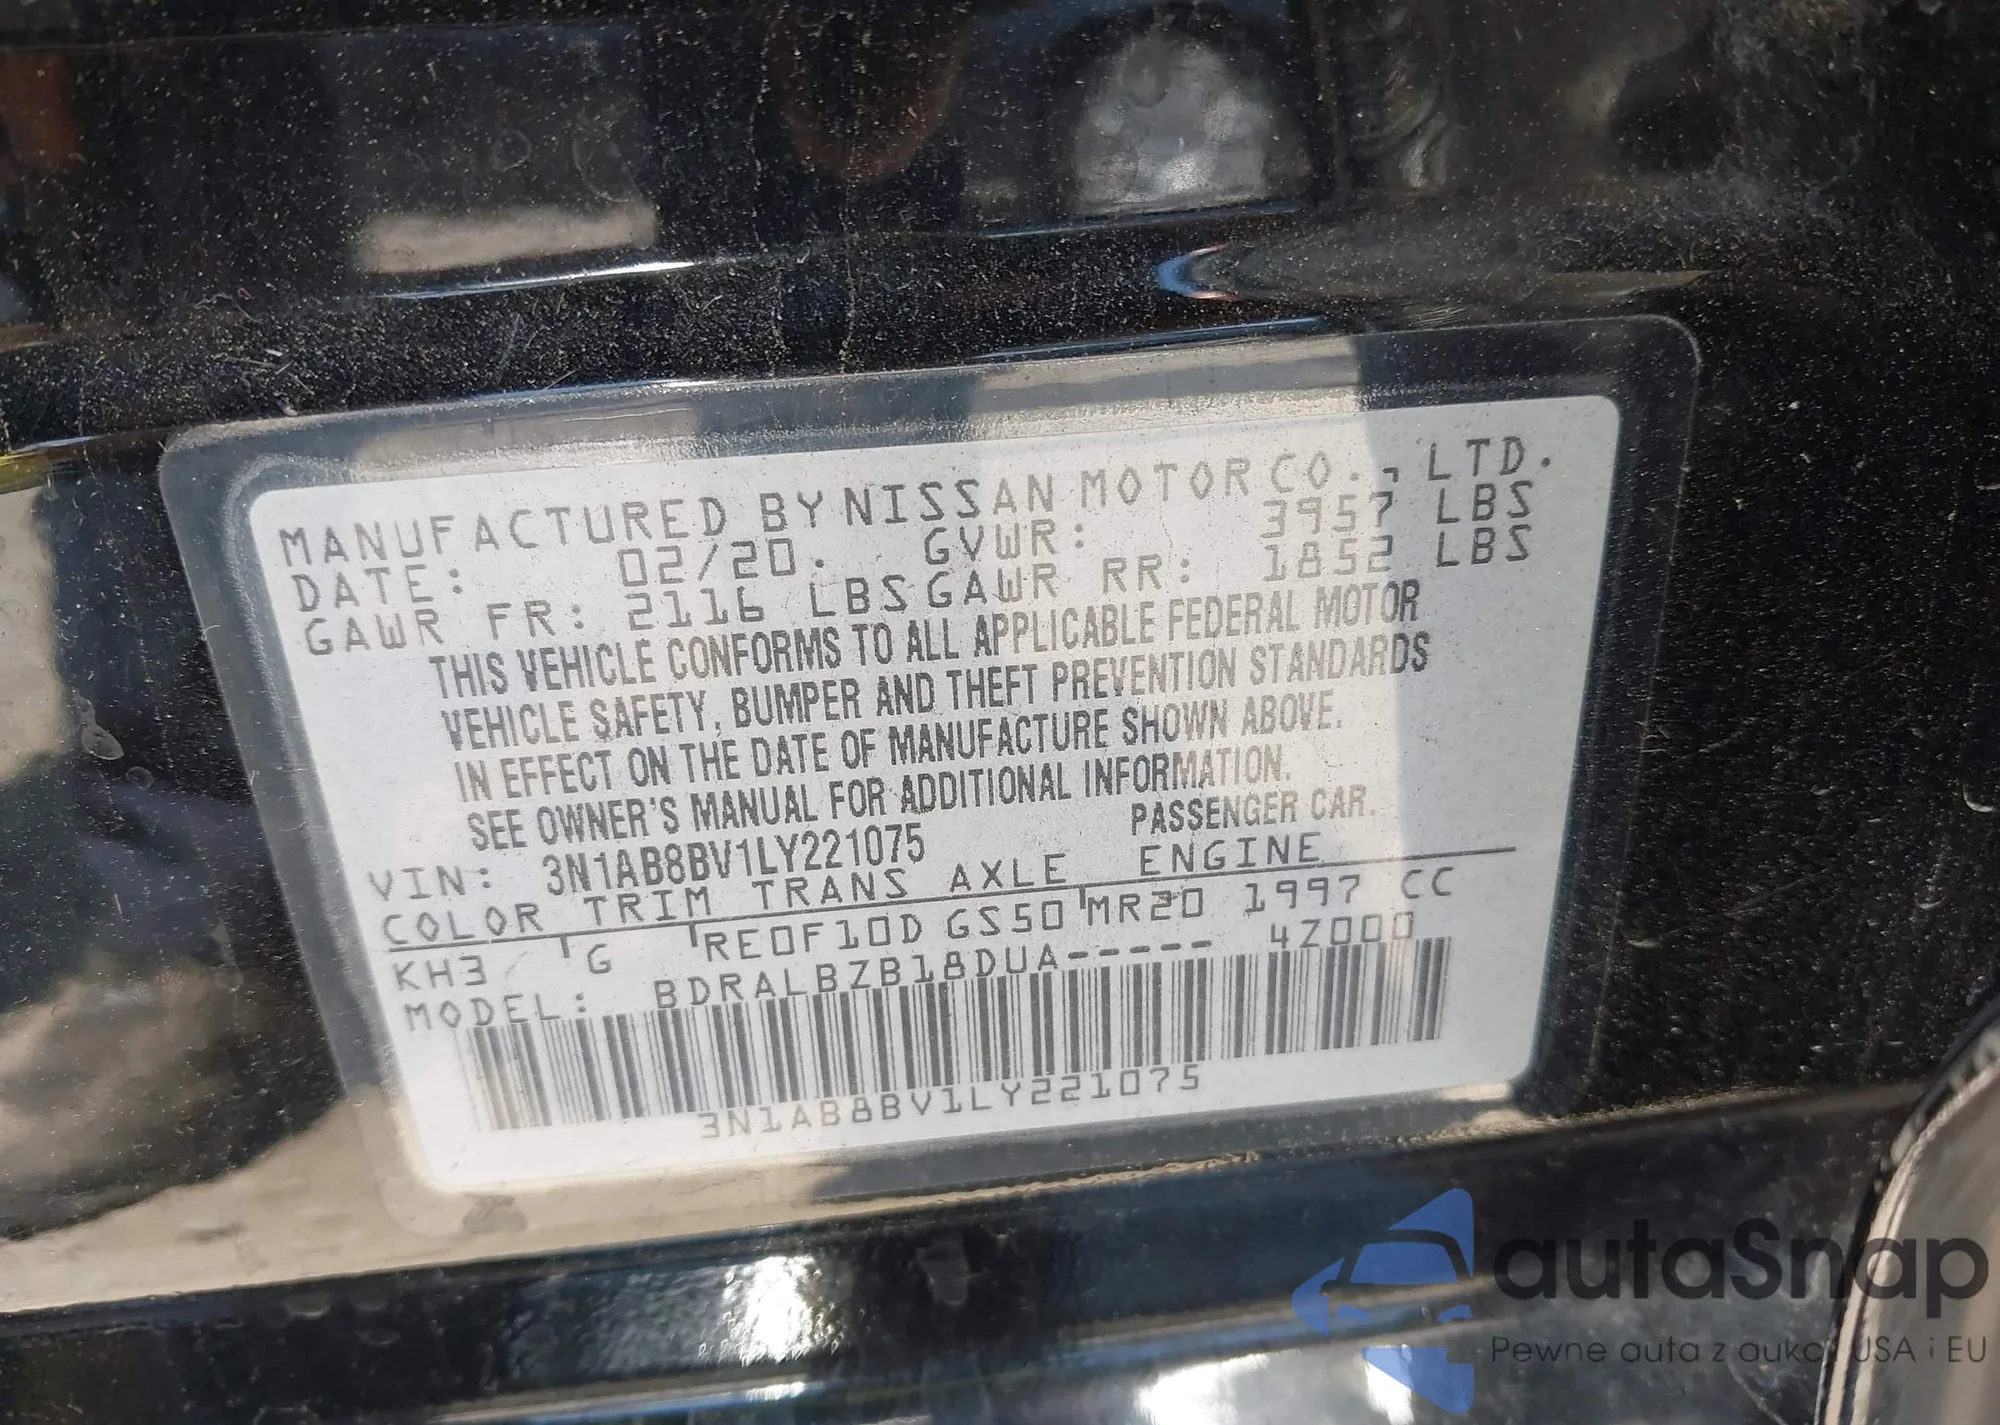 MANUFACTURED BY NISSAN MOTOR CO., LTD.
DATE: 02/20. GVWR: 3957 LBS
GAWR FR: 2116 LBS GAWR RR: 1852 LBS
THIS VEHICLE CONFORMS TO ALL APPLICABLE FEDERAL MOTOR
VEHICLE SAFETY, BUMPER AND THEFT PREVENTION STANDARDS
IN EFFECT ON THE DATE OF MANUFACTURE SHOWN ABOVE.
SEE OWNER'S MANUAL FOR ADDITIONAL INFORMATION.
VIN: 3N1AB8BV1LY221075 PASSENGER CAR.
COLOR TRIM TRANS AXLE ENGINE
KH3 G RE0F10D GS50 MR20 1997 CC
MODEL: BDRALBZB18DUA----- 4Z000
3N1AB8BV1LY221075
autaSnap
Pewne auta z aukcji USA i EU